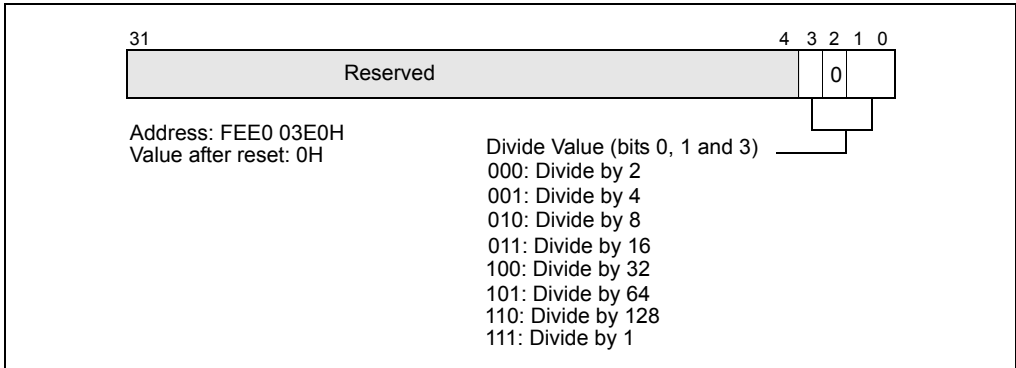 31 4 3 2 1 0
Reserved 0
Address: FEE0 03E0H
Value after reset: 0H
Divide Value (bits 0, 1 and 3)
000: Divide by 2
001: Divide by 4
010: Divide by 8
011: Divide by 16
100: Divide by 32
101: Divide by 64
110: Divide by 128
111: Divide by 1